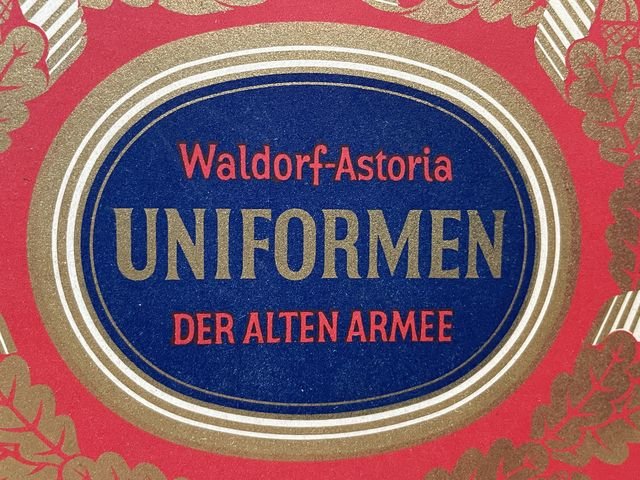 Waldorf-Astoria
UNIFORMEN
DER ALTEN ARMEE